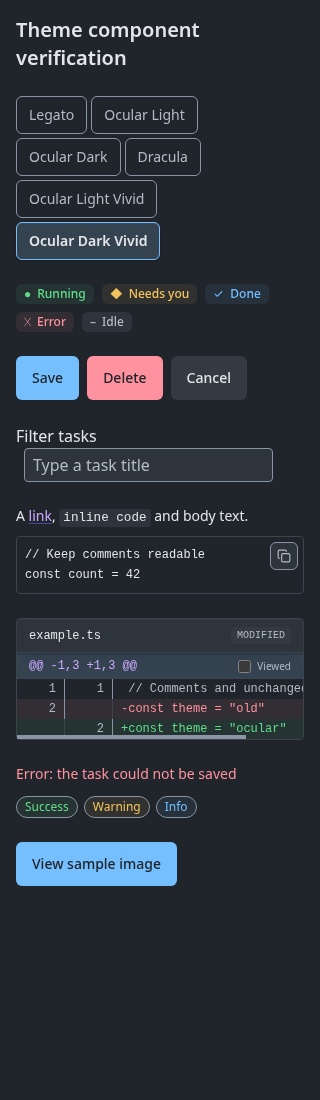 Theme component
verification
Legato
Ocular Light
Ocular Dark
Dracula
Ocular Light Vivid
Ocular Dark Vivid
● Running
◆ Needs you
✓ Done
╳ Error
– Idle
Save
Delete
Cancel
Filter tasks
Type a task title
A link, inline code and body text.
// Keep comments readable
const count = 42
example.ts
MODIFIED
@@ -1,3 +1,3 @@
Viewed
1 1 // Comments and unchanged
2 -const theme = "old"
2 +const theme = "ocular"
Error: the task could not be saved
Success
Warning
Info
View sample image